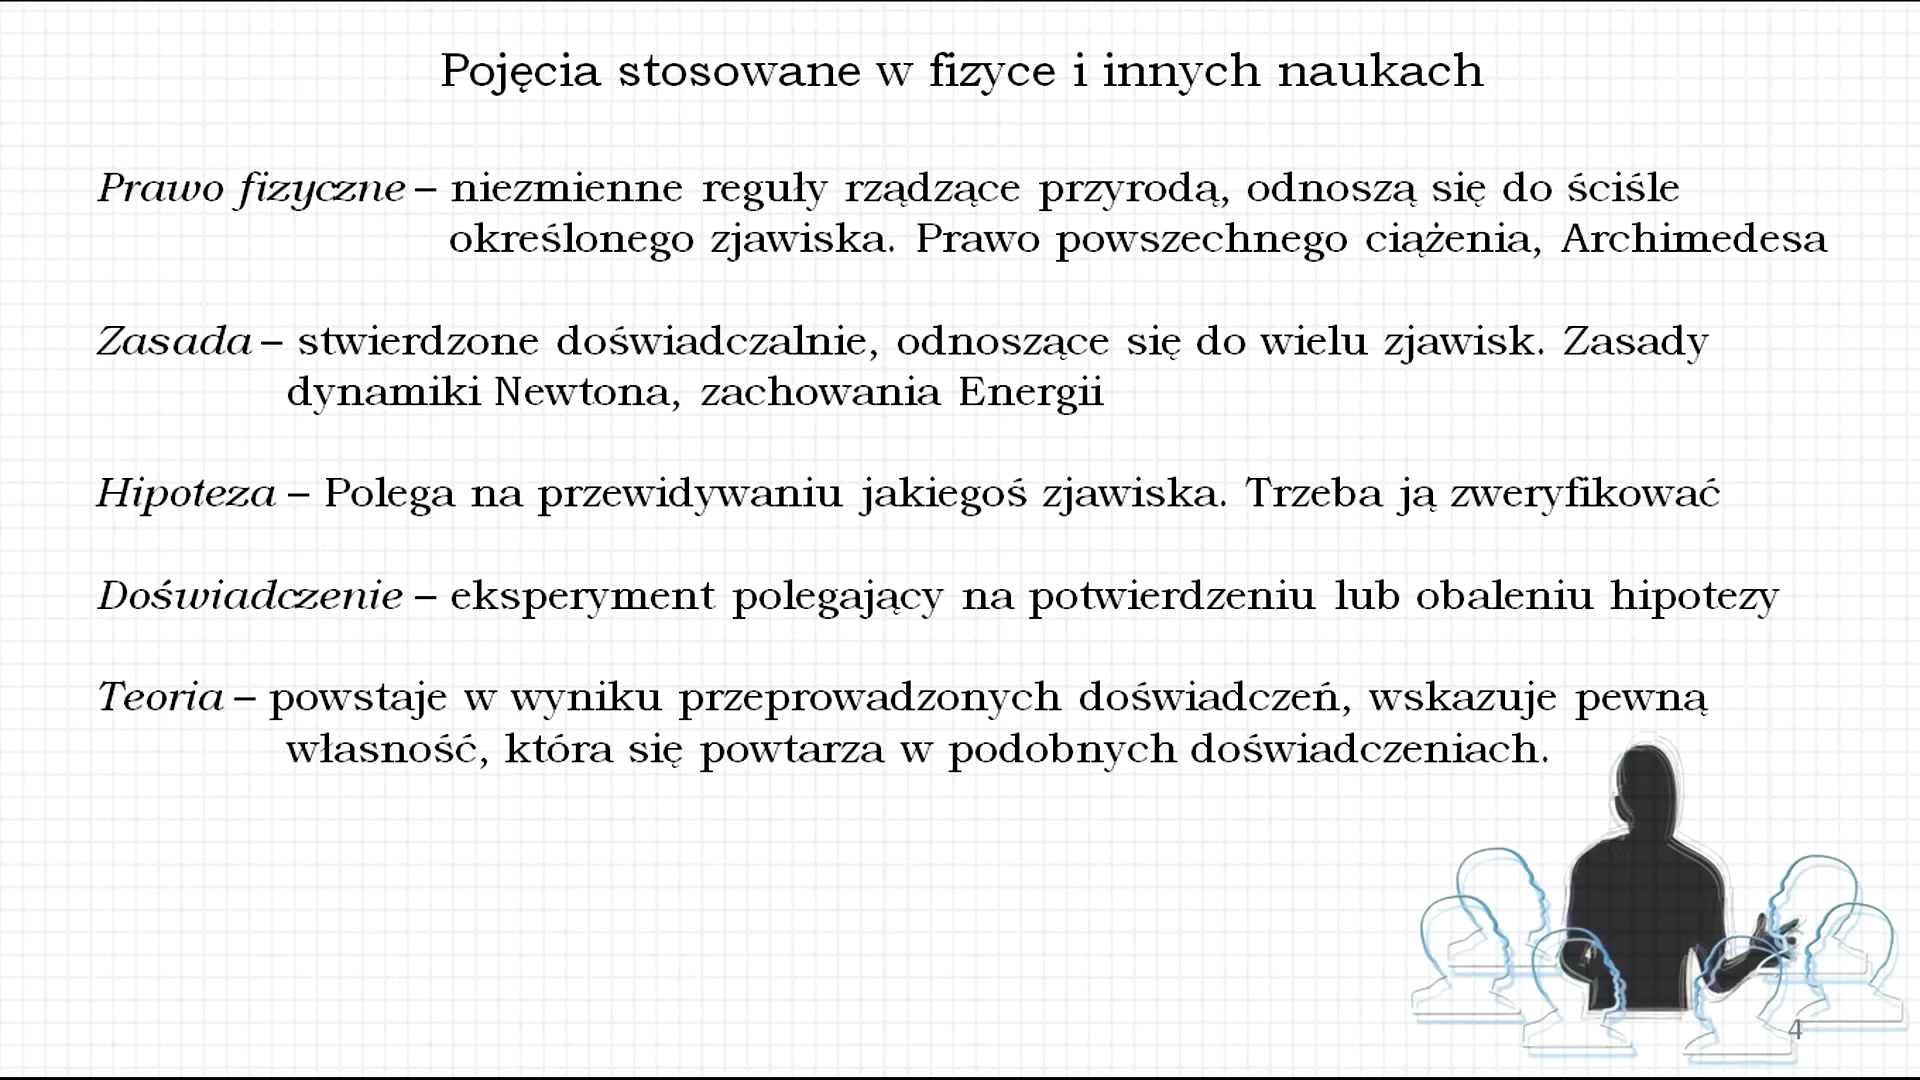 Pojęcia stosowane w fizyce i innych naukach
Prawo fizyczne – niezmienne reguły rządzące przyrodą, odnoszą się do ściśle
określonego zjawiska. Prawo powszechnego ciążenia, Archimedesa
Zasada – stwierdzone doświadczalnie, odnoszące się do wielu zjawisk. Zasady
dynamiki Newtona, zachowania Energii
Hipoteza – Polega na przewidywaniu jakiegoś zjawiska. Trzeba ją zweryfikować
Doświadczenie – eksperyment polegający na potwierdzeniu lub obaleniu hipotezy
Teoria – powstaje w wyniku przeprowadzonych doświadczeń, wskazuje pewną
własność, która się powtarza w podobnych doświadczeniach.
4